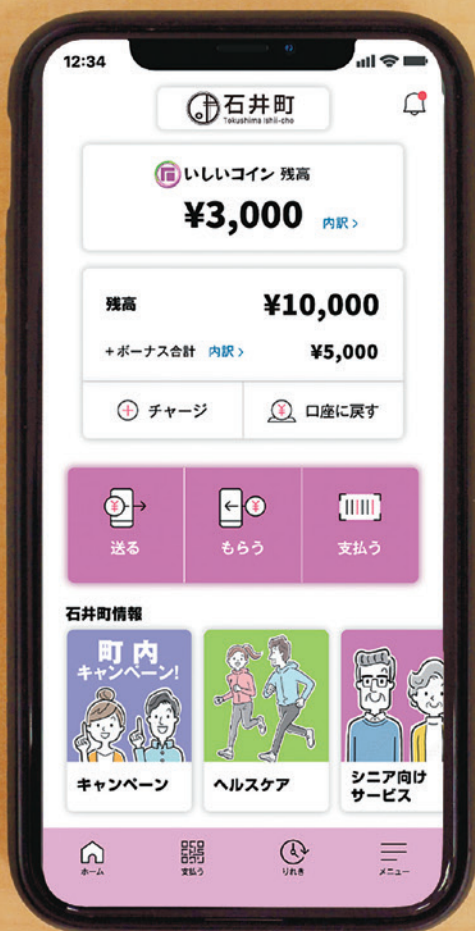 12:34
石井町
Tokushima Ishii-cho
いしいコイン 残高
¥3,000 内訳 >
残高 ¥10,000
+ボーナス合計 内訳 > ¥5,000
チャージ 口座に戻す
送る もらう 支払う
石井町情報
町内
キャンペーン!
キャンペーン ヘルスケア シニア向け
サービス
ホーム 支払う りれき メニュー